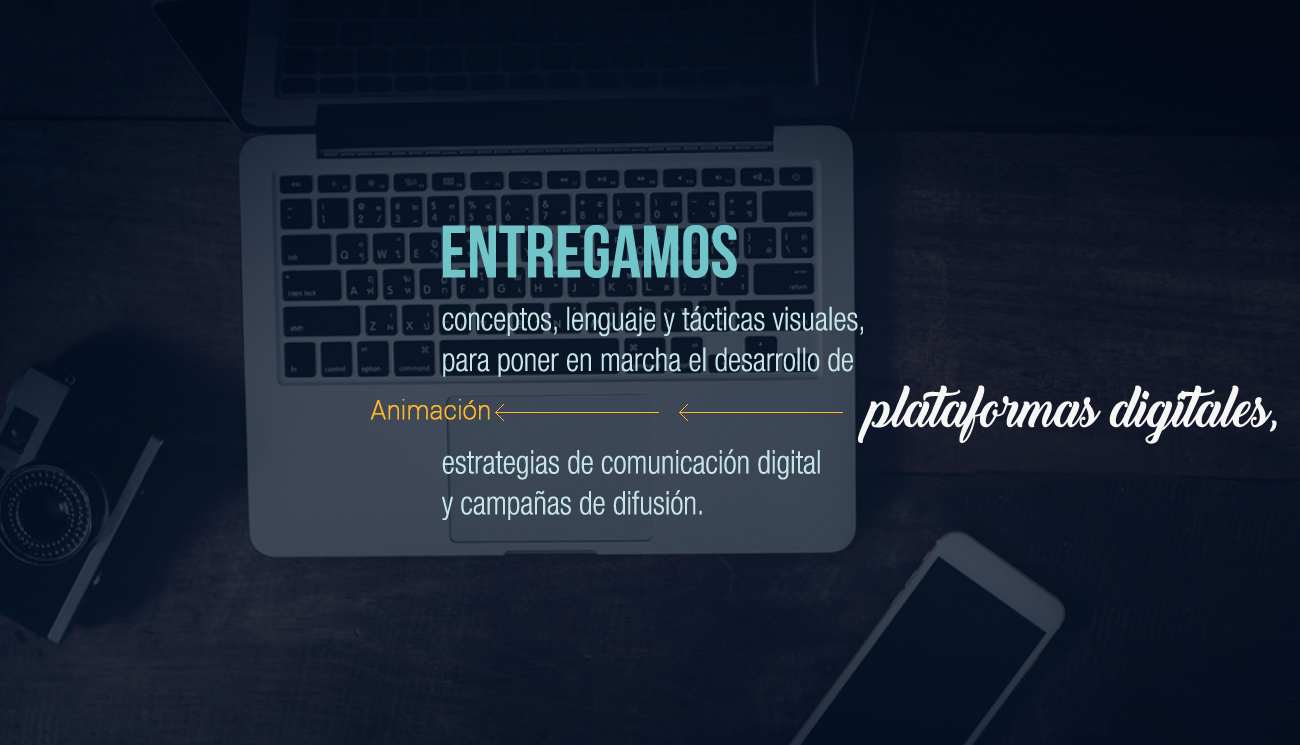 ENTREGAMOS
conceptos, lenguaje y tácticas visuales,
para poner en marcha el desarrollo de
Animación
plataformas digitales,
estrategias de comunicación digital
y campañas de difusión.